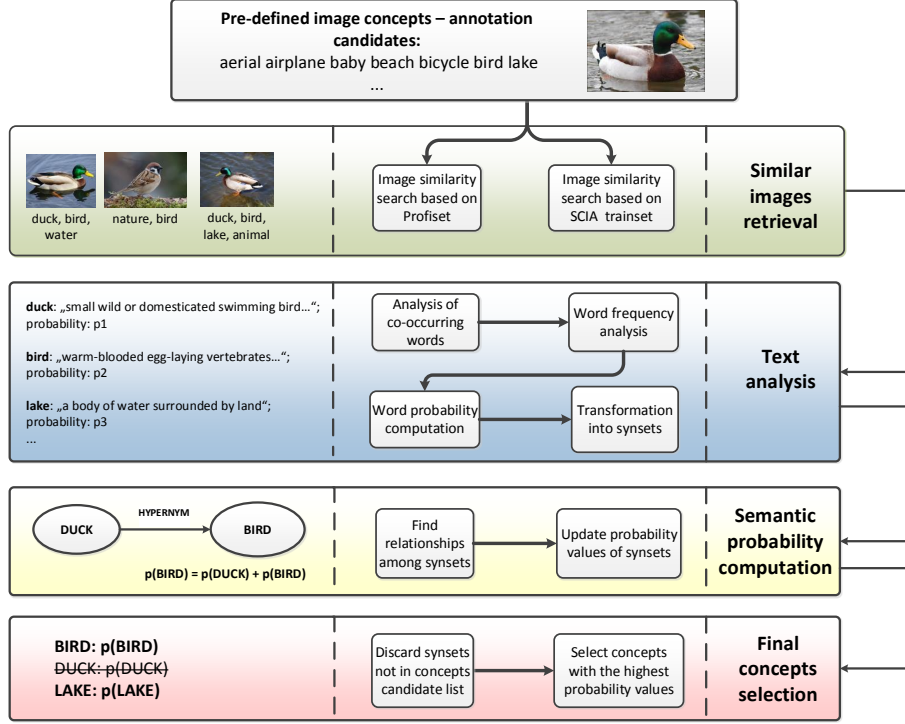 Pre-defined image concepts – annotation
candidates:
aerial airplane baby beach bicycle bird lake
...
duck, bird,
water
nature, bird
duck, bird,
lake, animal
Image similarity
search based on
Profiset
Image similarity
search based on
SCIA trainset
Similar
images
retrieval
duck: „small wild or domesticated swimming bird...“;
probability: p1
bird: „warm-blooded egg-laying vertebrates...“;
probability: p2
lake: „a body of water surrounded by land“;
probability: p3
...
Analysis of
co-occurring
words
Word frequency
analysis
Word probability
computation
Transformation
into synsets
Text
analysis
DUCK
HYPERNYM
BIRD
p(BIRD) = p(DUCK) + p(BIRD)
Find
relationships
among synsets
Update probability
values of synsets
Semantic
probability
computation
BIRD: p(BIRD)
DUCK: p(DUCK)
LAKE: p(LAKE)
Discard synsets
not in concepts
candidate list
Select concepts
with the highest
probability values
Final
concepts
selection